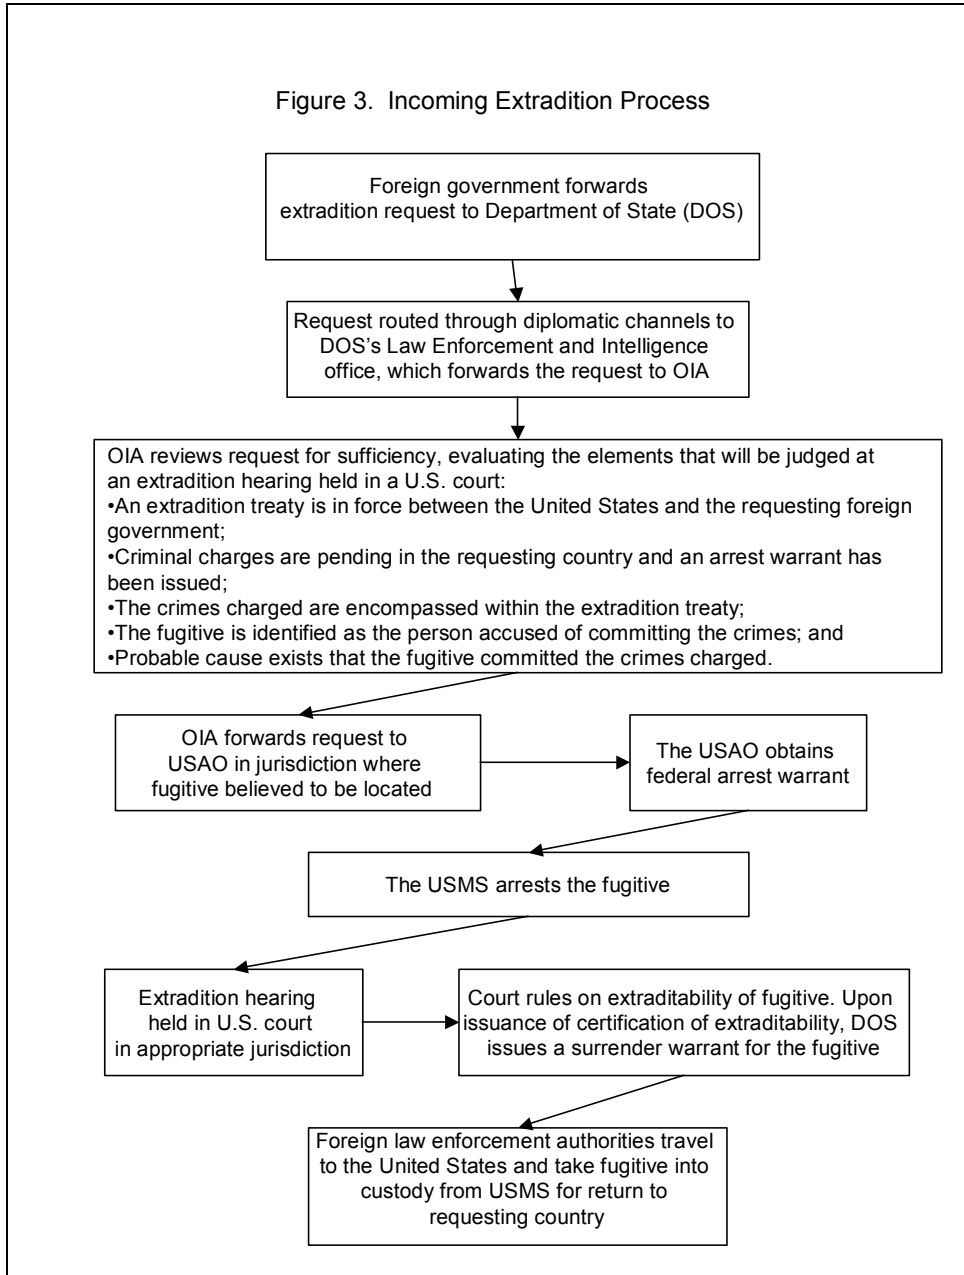 Figure 3.  Incoming Extradition Process
Foreign government forwards
extradition request to Department of State (DOS)
Request routed through diplomatic channels to
DOS’s Law Enforcement and Intelligence
office, which forwards the request to OIA
OIA reviews request for sufficiency, evaluating the elements that will be judged at
an extradition hearing held in a U.S. court:
•An extradition treaty is in force between the United States and the requesting foreign
government;
•Criminal charges are pending in the requesting country and an arrest warrant has
been issued;
•The crimes charged are encompassed within the extradition treaty;
•The fugitive is identified as the person accused of committing the crimes; and
•Probable cause exists that the fugitive committed the crimes charged.
OIA forwards request to
USAO in jurisdiction where
fugitive believed to be located
The USAO obtains
federal arrest warrant
The USMS arrests the fugitive
Extradition hearing
held in U.S. court
in appropriate jurisdiction
Court rules on extraditability of fugitive. Upon
issuance of certification of extraditability, DOS
issues a surrender warrant for the fugitive
Foreign law enforcement authorities travel
to the United States and take fugitive into
custody from USMS for return to
requesting country